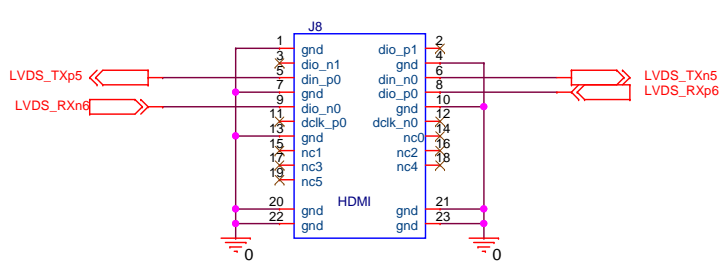 J8
1 gnd dio_p1 2
3 dio_n1 gnd 4
LVDS_TXp5 5 din_p0 din_n0 6 LVDS_TXn5
7 gnd dio_p0 8 LVDS_RXp6
LVDS_RXn6 9 dio_n0 gnd 10
11 dclk_p0 dclk_n0 12
13 gnd nc0 14
15 nc1 nc2 16
17 nc3 nc4 18
19 nc5
HDMI
20 gnd gnd 21
22 gnd gnd 23
0 0